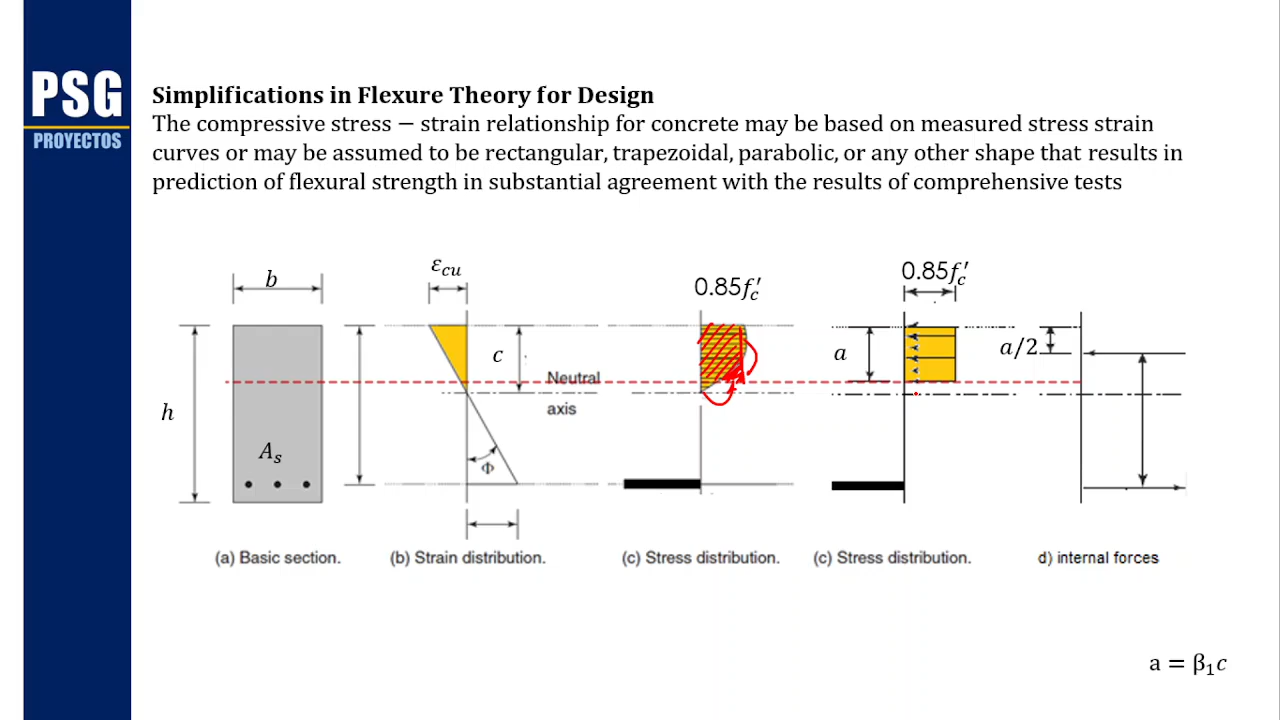 PSG
PROYECTOS
Simplifications in Flexure Theory for Design
The compressive stress − strain relationship for concrete may be based on measured stress strain
curves or may be assumed to be rectangular, trapezoidal, parabolic, or any other shape that results in
prediction of flexural strength in substantial agreement with the results of comprehensive tests
b
h
A_s
(a) Basic section.
ε_cu
c
Neutral
axis
Φ
(b) Strain distribution.
0.85f'_c
(c) Stress distribution.
0.85f'_c
a
(c) Stress distribution.
a/2
d) internal forces
a = β₁c